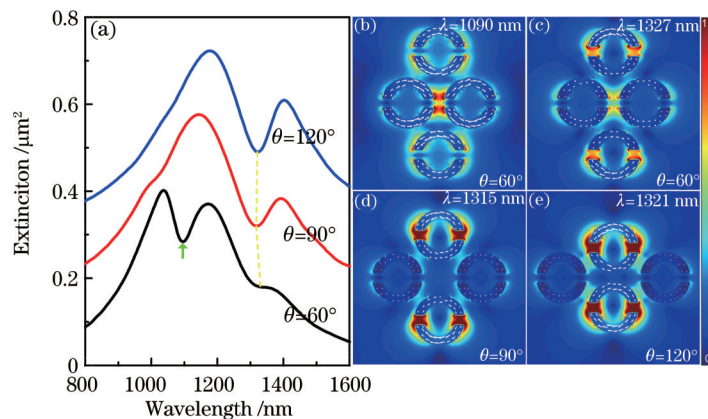 (a)
0.8
0.6
0.4
0.2
0
Extinciton /μm²
θ=120°
θ=90°
θ=60°
800 1000 1200 1400 1600
Wavelength /nm
(b) λ=1090 nm
θ=60°
(c) λ=1327 nm
θ=60°
(d) λ=1315 nm
θ=90°
(e) λ=1321 nm
θ=120°
1